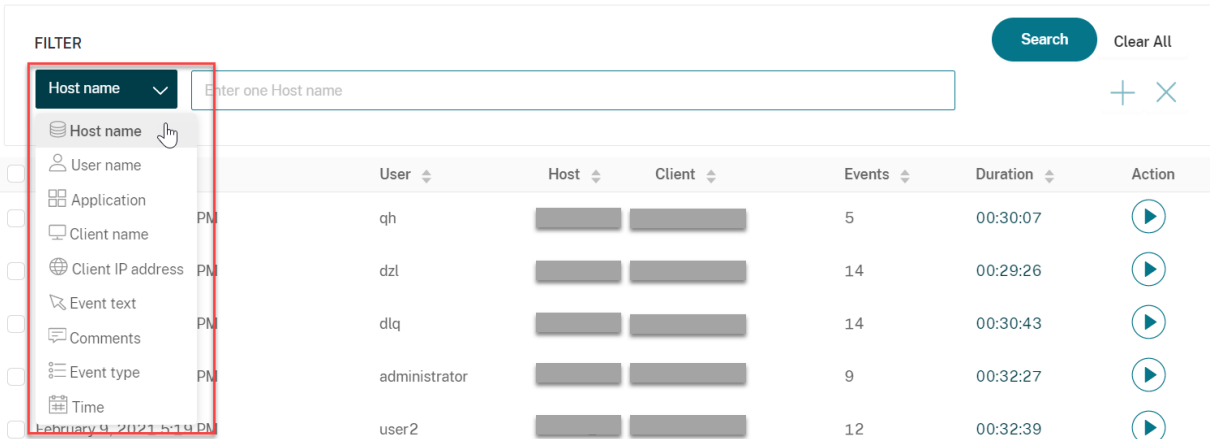 FILTER
Search
Clear All
Host name
Enter one Host name
Host name
User name
Application
Client name
Client IP address
Event text
Comments
Event type
Time
User Host Client Events Duration Action
PM qh 5 00:30:07
PM dzl 14 00:29:26
PM dlq 14 00:30:43
PM administrator 9 00:32:27
February 9, 2021 5:19 PM user2 12 00:32:39